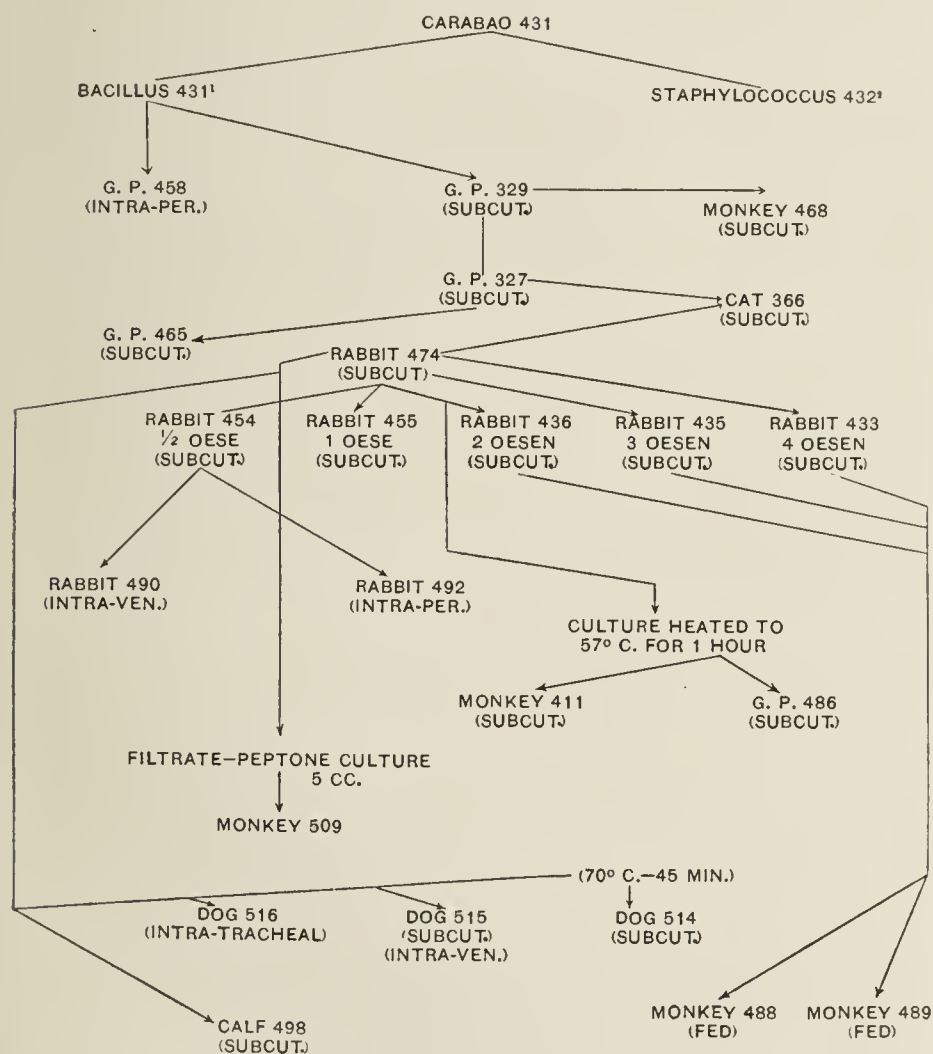 CARABAO 431
BACILLUS 431¹
STAPHYLOCOCCUS 432²
G. P. 458
(INTRA-PER.)
G. P. 329
(SUBCUT.)
MONKEY 468
(SUBCUT.)
G. P. 327
(SUBCUT.)
CAT 366
(SUBCUT.)
G. P. 465
(SUBCUT.)
RABBIT 474
(SUBCUT)
RABBIT 454
½ OESE
(SUBCUT.)
RABBIT 455
1 OESE
(SUBCUT.)
RABBIT 436
2 OESEN
(SUBCUT.)
RABBIT 435
3 OESEN
(SUBCUT.)
RABBIT 433
4 OESEN
(SUBCUT.)
RABBIT 490
(INTRA-VEN.)
RABBIT 492
(INTRA-PER.)
CULTURE HEATED TO
57º C. FOR 1 HOUR
MONKEY 411
(SUBCUT.)
G. P. 486
(SUBCUT.)
FILTRATE–PEPTONE CULTURE
5 CC.
MONKEY 509
(70º C.–45 MIN.)
DOG 516
(INTRA-TRACHEAL)
DOG 515
(SUBCUT.)
(INTRA-VEN.)
DOG 514
(SUBCUT.)
CALF 498
(SUBCUT.)
MONKEY 488
(FED)
MONKEY 489
(FED)